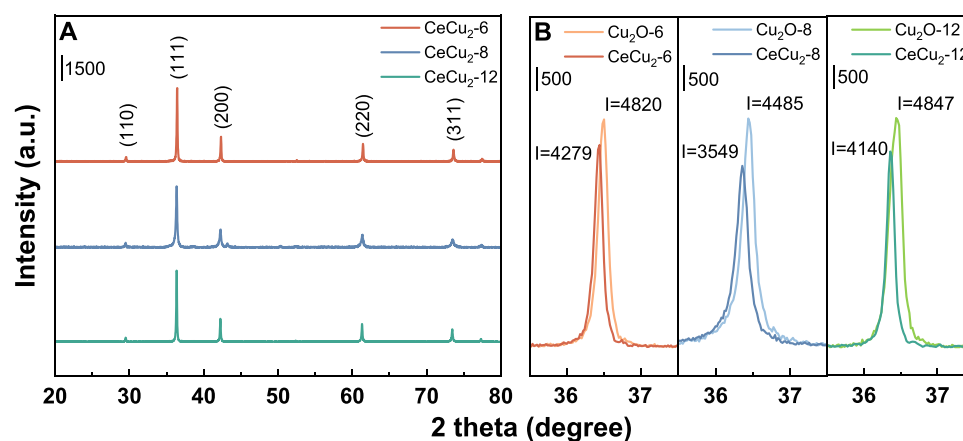 A
CeCu₂-6
CeCu₂-8
CeCu₂-12
1500
(110)
(111)
(200)
(220)
(311)
Intensity (a.u.)
20 30 40 50 60 70 80
B
Cu₂O-6
CeCu₂-6
500
I=4820
I=4279
36 37
Cu₂O-8
CeCu₂-8
500
I=4485
I=3549
36 37
Cu₂O-12
CeCu₂-12
500
I=4847
I=4140
36 37
2 theta (degree)